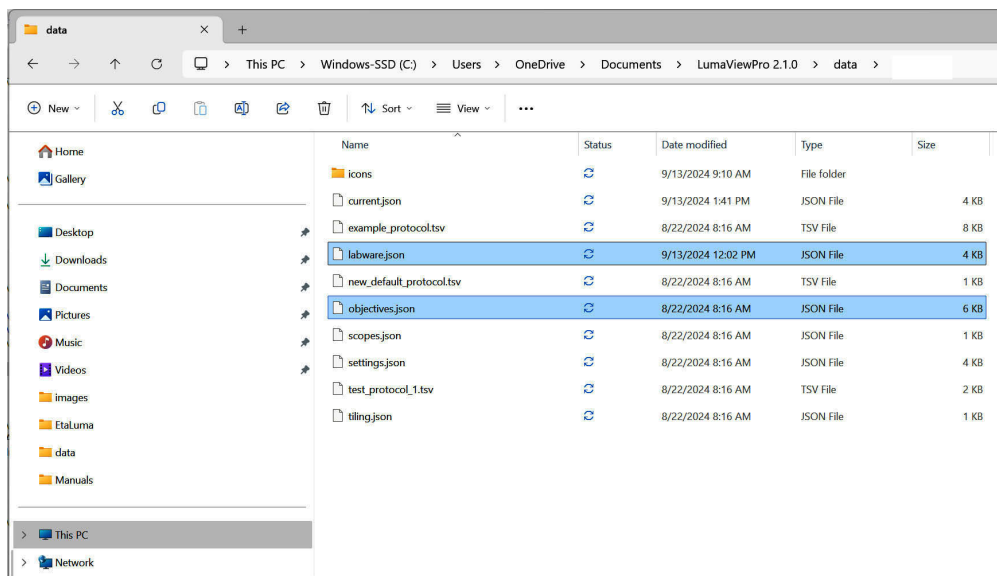 data
This PC > Windows-SSD (C:) > Users > OneDrive > Documents > LumaViewPro 2.1.0 > data >
New Sort View
Name Status Date modified Type Size
Home
Gallery
Desktop
Downloads
Documents
Pictures
Music
Videos
images
EtaLuma
data
Manuals
This PC
Network
icons 9/13/2024 9:10 AM File folder
current.json 9/13/2024 1:41 PM JSON File 4 KB
example_protocol.tsv 8/22/2024 8:16 AM TSV File 8 KB
labware.json 9/13/2024 12:02 PM JSON File 4 KB
new_default_protocol.tsv 8/22/2024 8:16 AM TSV File 1 KB
objectives.json 8/22/2024 8:16 AM JSON File 6 KB
scopes.json 8/22/2024 8:16 AM JSON File 1 KB
settings.json 8/22/2024 8:16 AM JSON File 4 KB
test_protocol_1.tsv 8/22/2024 8:16 AM TSV File 2 KB
tiling.json 8/22/2024 8:16 AM JSON File 1 KB